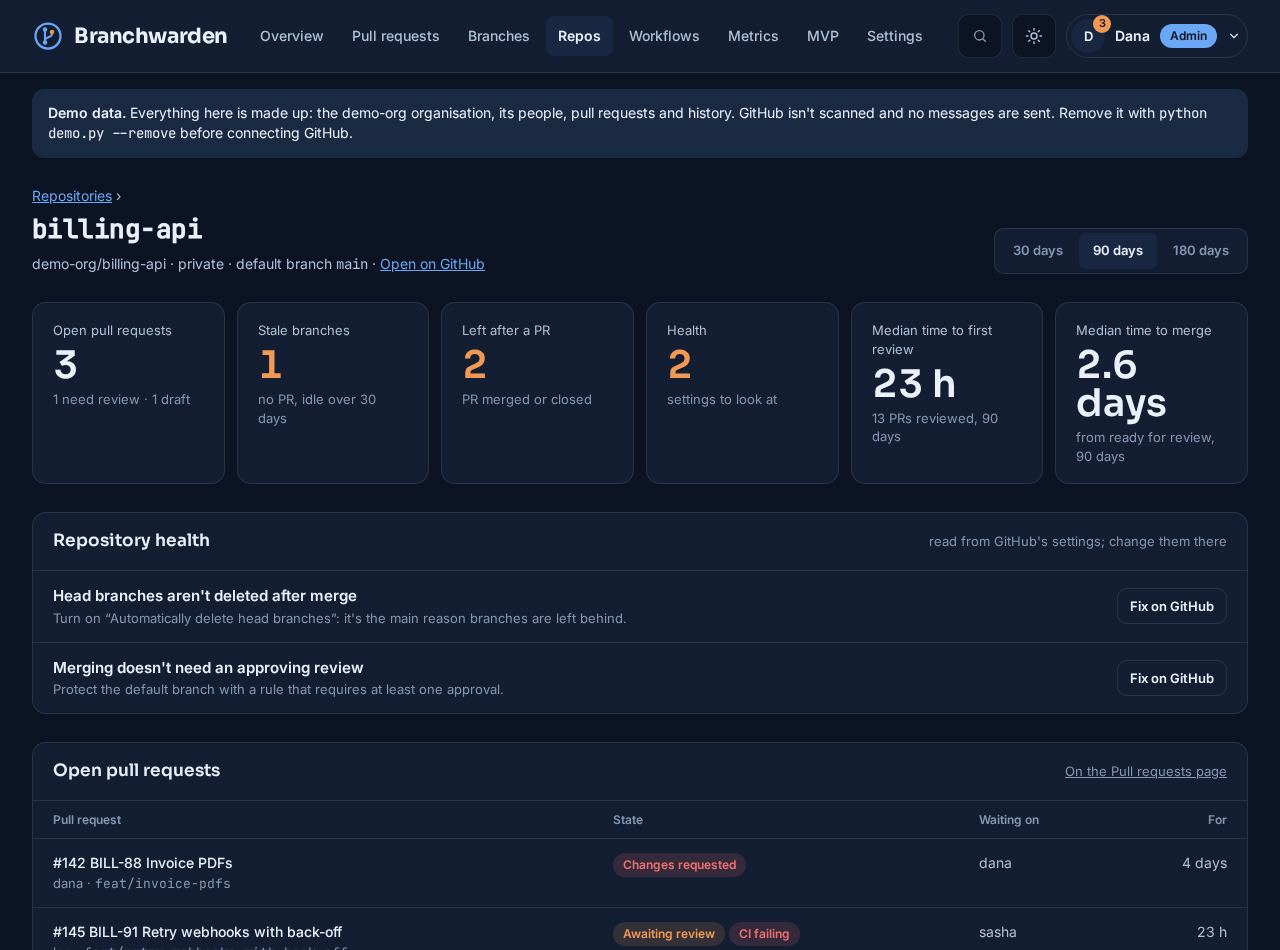 Branchwarden
Overview
Pull requests
Branches
Repos
Workflows
Metrics
MVP
Settings
D
3
Dana
Admin
Demo data. Everything here is made up: the demo-org organisation, its people, pull requests and history. GitHub isn't scanned and no messages are sent. Remove it with python
demo.py --remove before connecting GitHub.
Repositories ›
billing-api
demo-org/billing-api · private · default branch main · Open on GitHub
30 days
90 days
180 days
Open pull requests
3
1 need review · 1 draft
Stale branches
1
no PR, idle over 30
days
Left after a PR
2
PR merged or closed
Health
2
settings to look at
Median time to first
review
23 h
13 PRs reviewed, 90
days
Median time to merge
2.6
days
from ready for review,
90 days
Repository health
read from GitHub's settings; change them there
Head branches aren't deleted after merge
Turn on “Automatically delete head branches”: it's the main reason branches are left behind.
Fix on GitHub
Merging doesn't need an approving review
Protect the default branch with a rule that requires at least one approval.
Fix on GitHub
Open pull requests
On the Pull requests page
Pull request
State
Waiting on
For
#142 BILL-88 Invoice PDFs
dana · feat/invoice-pdfs
Changes requested
dana
4 days
#145 BILL-91 Retry webhooks with back-off
Awaiting review
CI failing
sasha
23 h